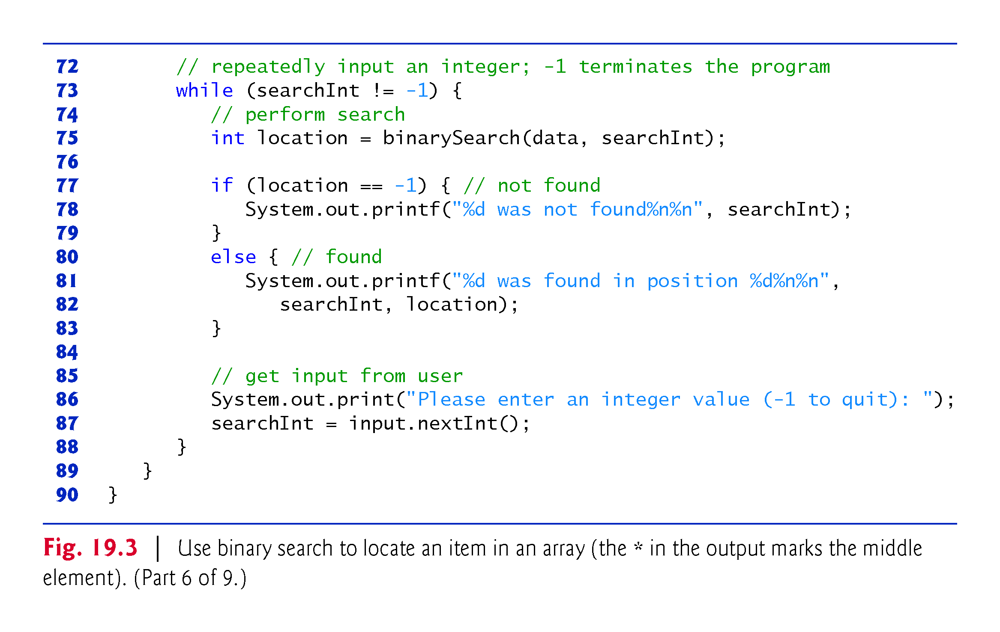 72         // repeatedly input an integer; -1 terminates the program
73         while (searchInt != -1) {
74            // perform search
75            int location = binarySearch(data, searchInt);
76
77            if (location == -1) { // not found
78               System.out.printf("%d was not found%n%n", searchInt);
79            }
80            else { // found
81               System.out.printf("%d was found in position %d%n%n",
82                  searchInt, location);
83            }
84
85            // get input from user
86            System.out.print("Please enter an integer value (-1 to quit): ");
87            searchInt = input.nextInt();
88         }
89      }
90   }
Fig. 19.3 | Use binary search to locate an item in an array (the * in the output marks the middle
element). (Part 6 of 9.)